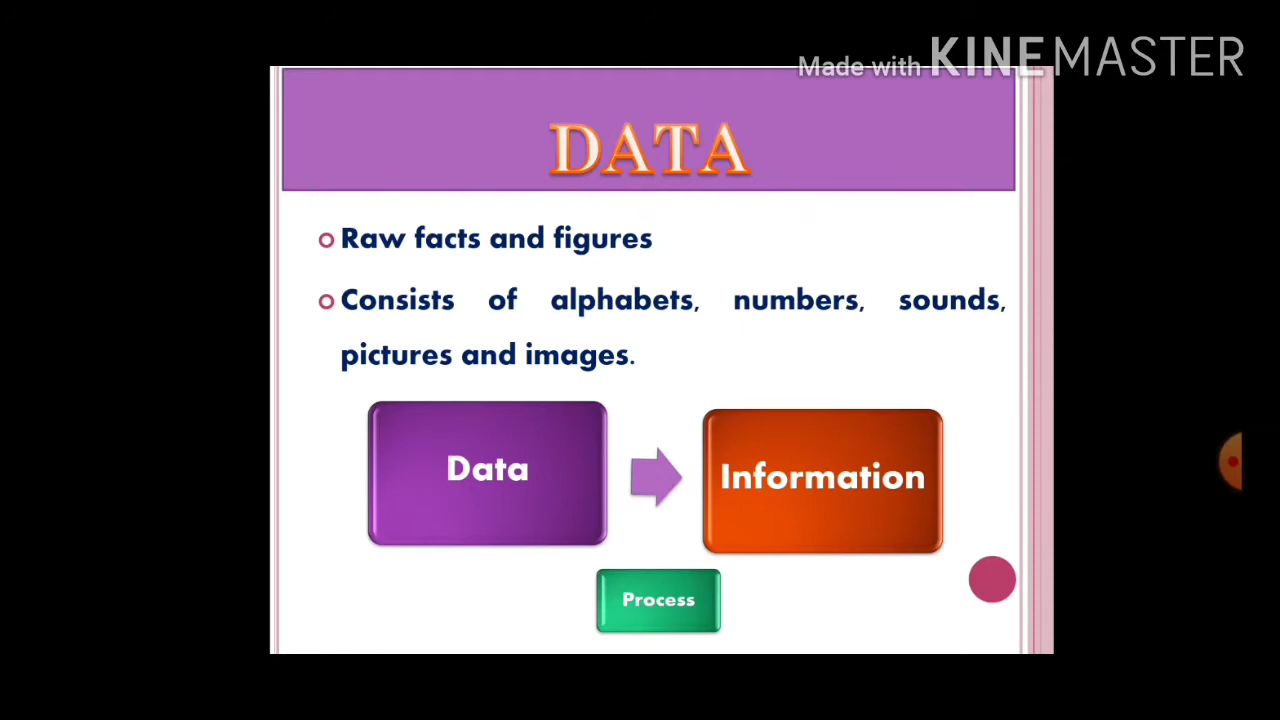 Made with KINEMASTER
DATA
Raw facts and figures
Consists of alphabets, numbers, sounds,
pictures and images.
Data
Information
Process